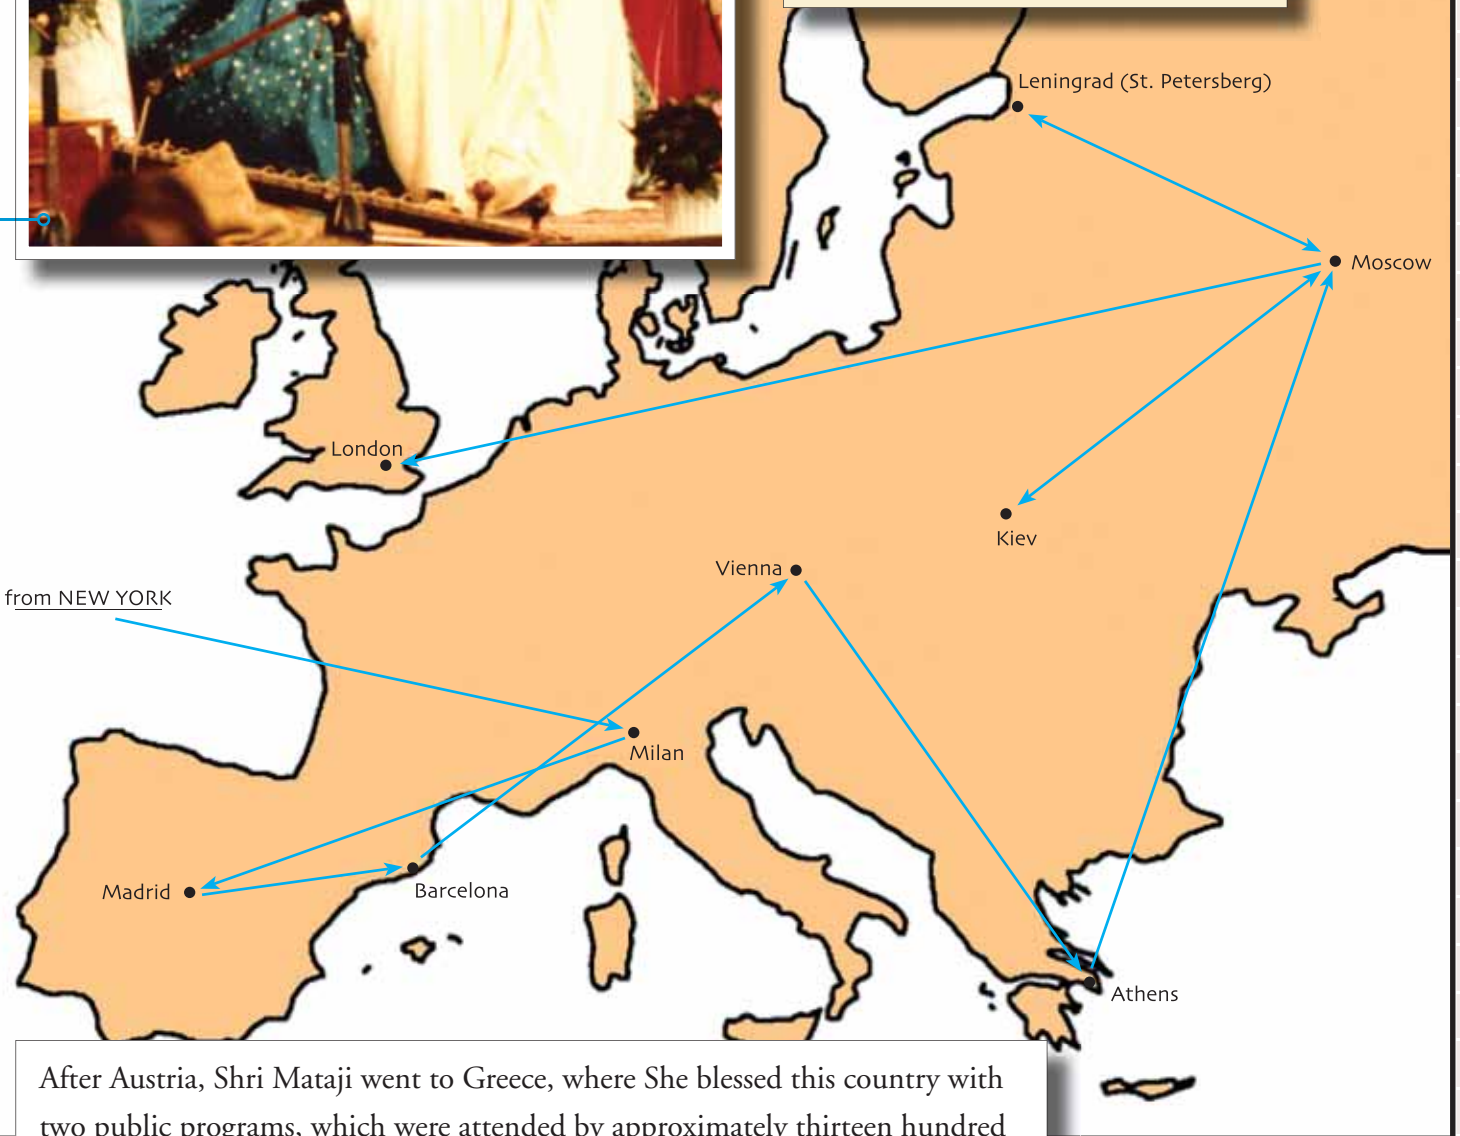 Leningrad (St. Petersberg)
Moscow
London
Kiev
Vienna
from NEW YORK
Milan
Madrid
Barcelona
Athens
After Austria, Shri Mataji went to Greece, where She blessed this country with
two public programs, which were attended by approximately thirteen hundred